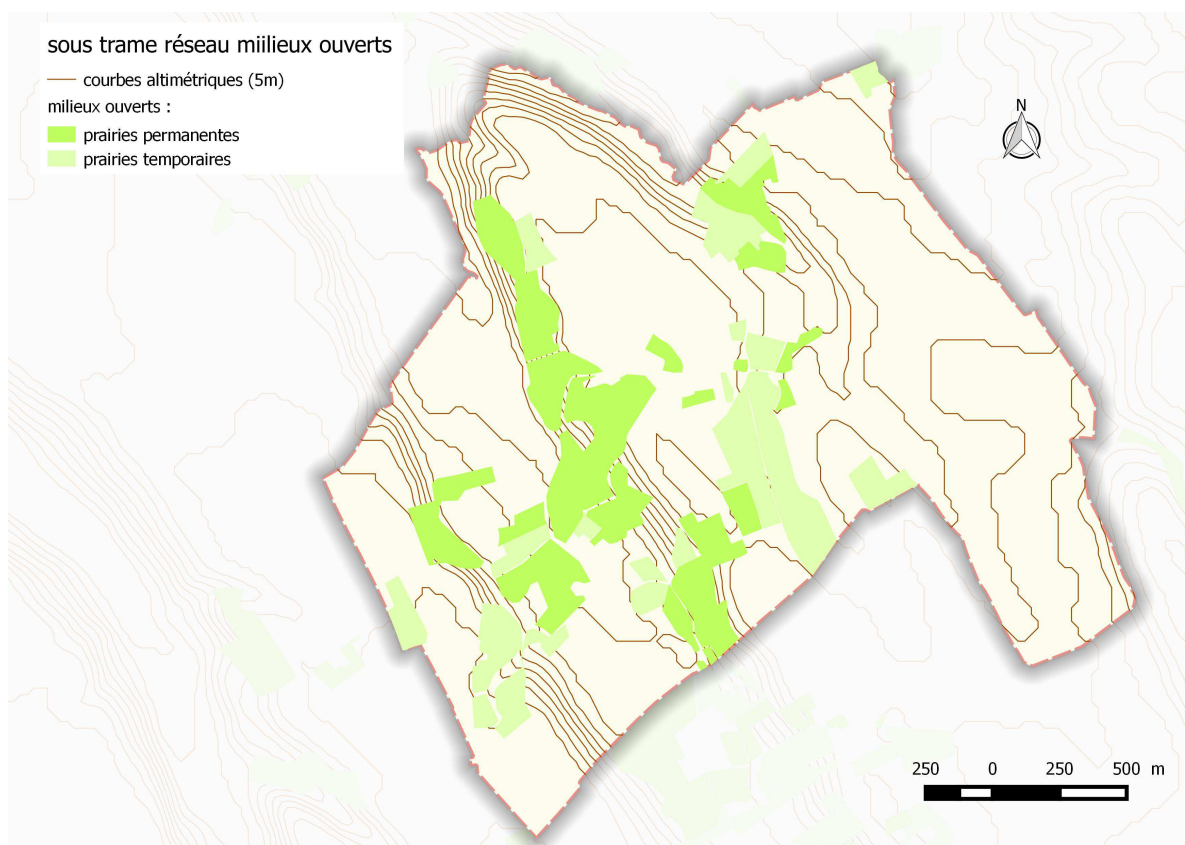 sous trame réseau miilieux ouverts
courbes altimétriques (5m)
milieux ouverts :
prairies permanentes
prairies temporaires
N
250 0 250 500 m